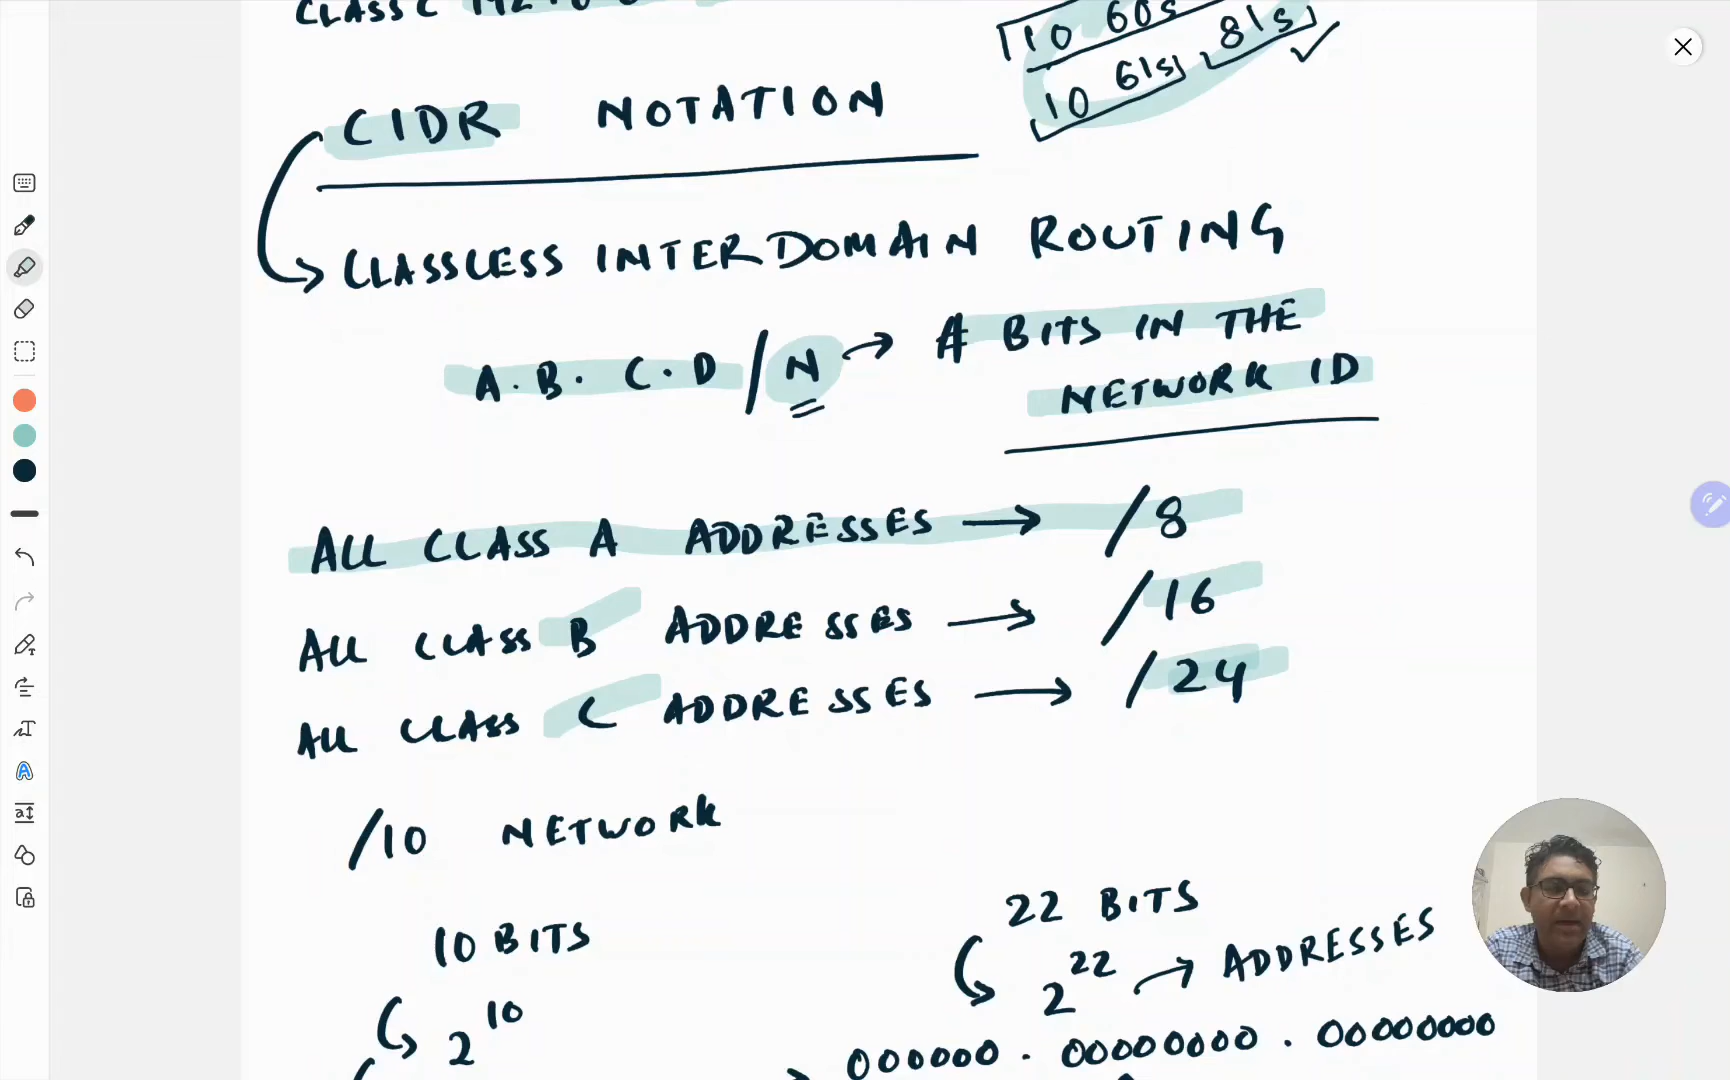 CLASS C 192
10 60s
10 61s 81s
CIDR NOTATION
CLASSLESS INTERDOMAIN ROUTING
A.B.C.D/N → # BITS IN THE
NETWORK ID
ALL CLASS A ADDRESSES → /8
ALL CLASS B ADDRESSES → /16
ALL CLASS C ADDRESSES → /24
/10 NETWORK
10 BITS
2^10
22 BITS
2^22 → ADDRESSES
000000 . 00000000 . 00000000